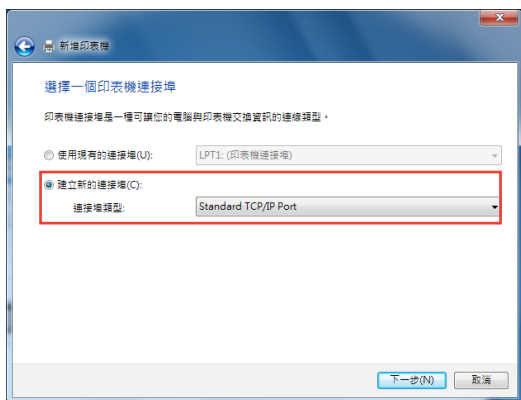 新增印表機
選擇一個印表機連接埠
印表機連接埠是一種可讓您的電腦與印表機交換資訊的連線類型。
使用現有的連接埠(U): LPT1: (印表機連接埠)
建立新的連接埠(C):
連接埠類型: Standard TCP/IP Port
下一步(N) 取消